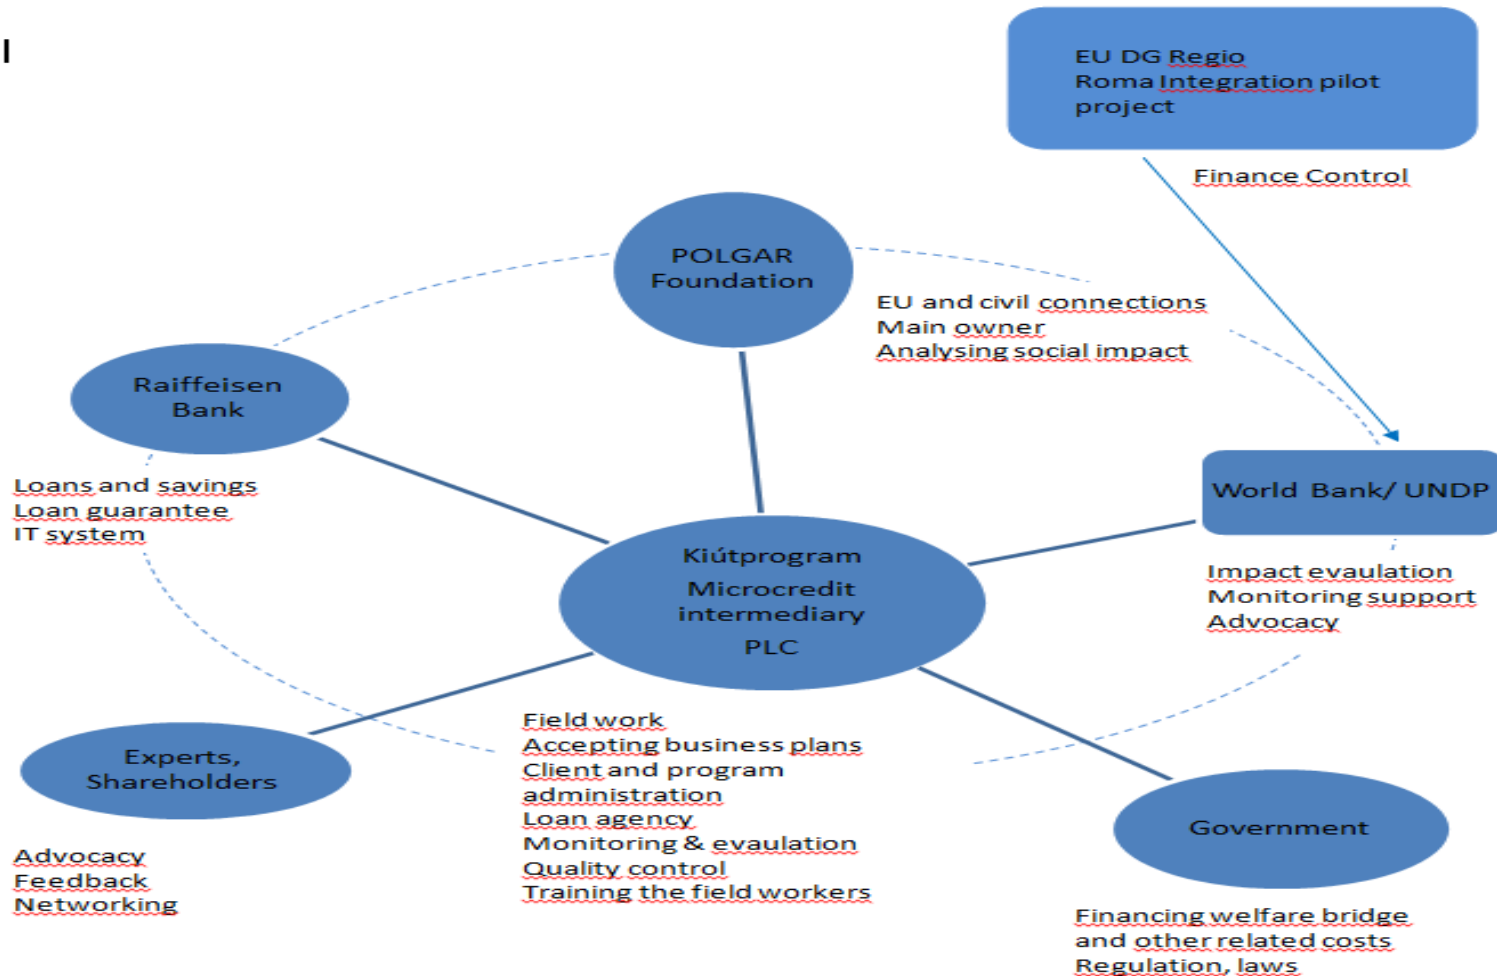 l
EU DG Regio
Roma Integration pilot
project
Finance Control
POLGAR
Foundation
EU and civil connections
Main owner
Analysing social impact
Raiffeisen
Bank
Loans and savings
Loan guarantee
IT system
World Bank/ UNDP
Impact evaulation
Monitoring support
Advocacy
Kiútprogram
Microcredit
intermediary
PLC
Field work
Accepting business plans
Client and program
administration
Loan agency
Monitoring & evaulation
Quality control
Training the field workers
Experts,
Shareholders
Advocacy
Feedback
Networking
Government
Financing welfare bridge
and other related costs
Regulation, laws